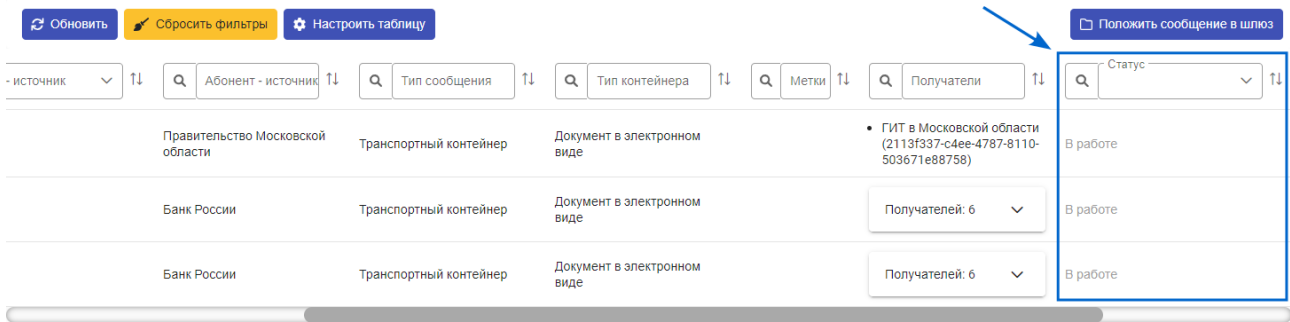 Обновить
Сбросить фильтры
Настроить таблицу
Положить сообщение в шлюз
- источник
Абонент - источник
Тип сообщения
Тип контейнера
Метки
Получатели
Статус
Правительство Московской
области
Транспортный контейнер
Документ в электронном
виде
ГИТ в Московской области
(2113f337-c4ee-4787-8110-
503671e88758)
В работе
Банк России
Транспортный контейнер
Документ в электронном
виде
Получателей: 6
В работе
Банк России
Транспортный контейнер
Документ в электронном
виде
Получателей: 6
В работе